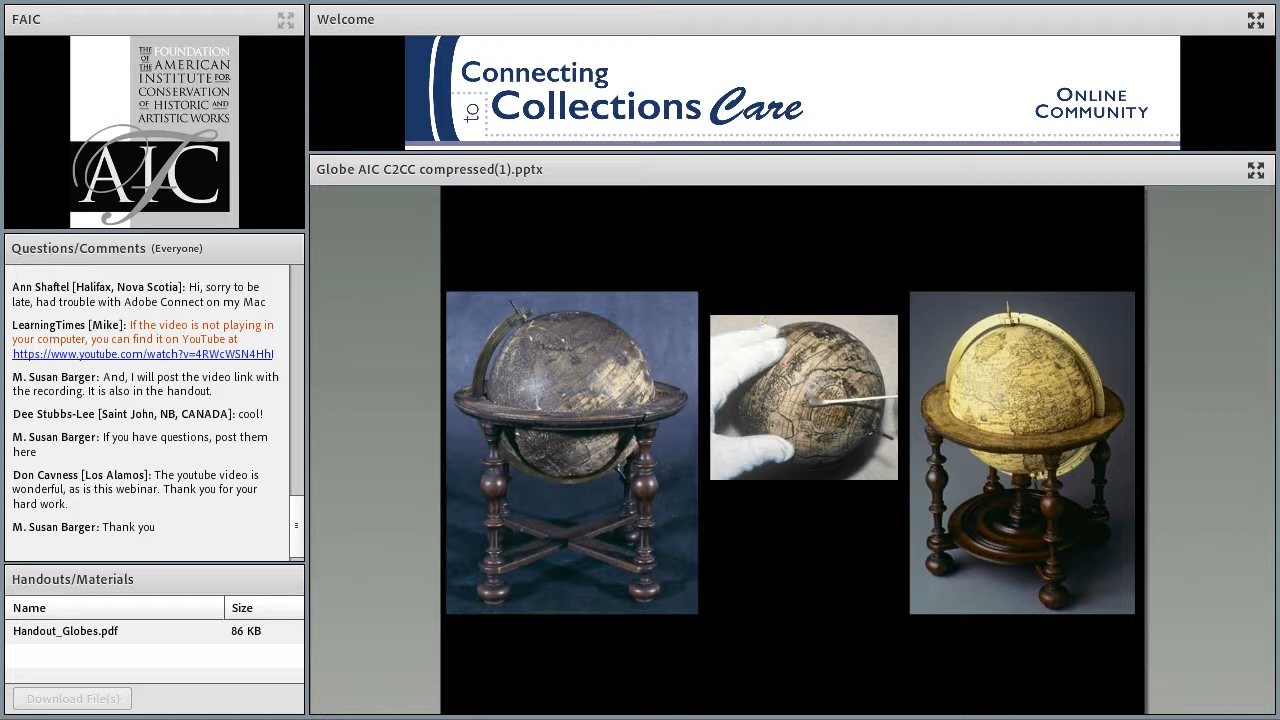 FAIC
THE FOUNDATION
OF THE AMERICAN
INSTITUTE FOR
CONSERVATION
OF HISTORIC AND
ARTISTIC WORKS
AIC
Questions/Comments (Everyone)
Ann Shaftel [Halifax, Nova Scotia]: Hi, sorry to be
late, had trouble with Adobe Connect on my Mac
LearningTimes [Mike]: If the video is not playing in
your computer, you can find it on YouTube at
https://www.youtube.com/watch?v=4RWcWSN4HhI
M. Susan Barger: And, I will post the video link with
the recording. It is also in the handout.
Dee Stubbs-Lee [Saint John, NB, CANADA]: cool!
M. Susan Barger: If you have questions, post them
here
Don Cavness [Los Alamos]: The youtube video is
wonderful, as is this webinar. Thank you for your
hard work.
M. Susan Barger: Thank you
Handouts/Materials
Name Size
Handout_Globes.pdf 86 KB
Download File(s)
Welcome
Connecting
to Collections Care
ONLINE
COMMUNITY
Globe AIC C2CC compressed(1).pptx